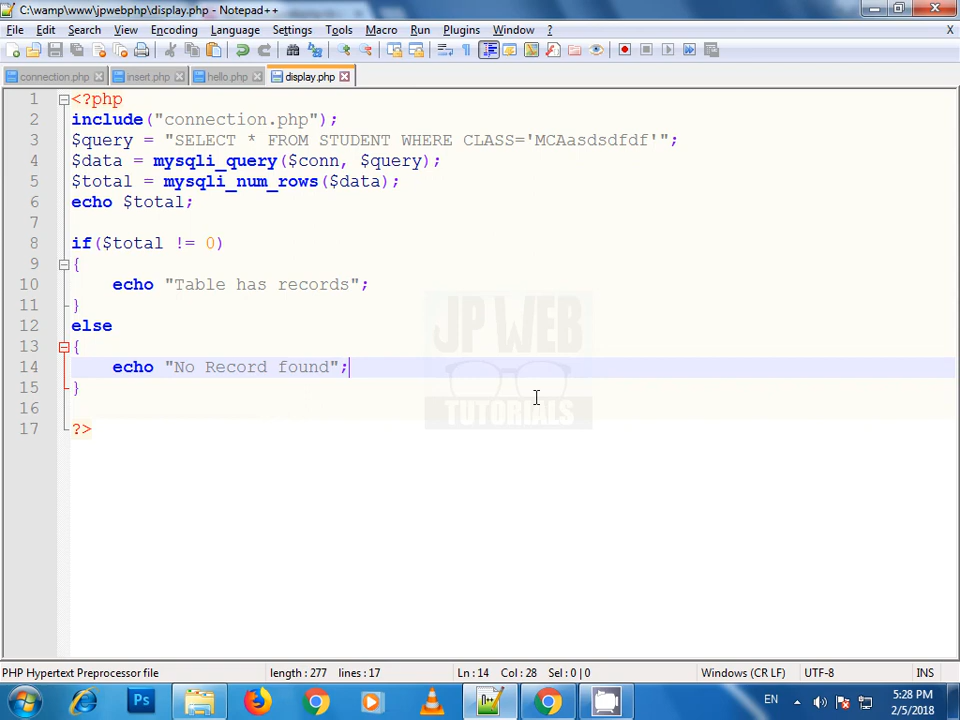 C:\wamp\www\jpwebphp\display.php - Notepad++
File Edit Search View Encoding Language Settings Tools Macro Run Plugins Window ? X
connection.php insert.php hello.php display.php
1 <?php
2 include("connection.php");
3 $query = "SELECT * FROM STUDENT WHERE CLASS='MCAasdsdfdf'";
4 $data = mysqli_query($conn, $query);
5 $total = mysqli_num_rows($data);
6 echo $total;
7
8 if($total != 0)
9 {
10 echo "Table has records";
11 }
12 else
13 {
14 echo "No Record found";
15 }
16
17 ?>
JP WEB
TUTORIALS
PHP Hypertext Preprocessor file length : 277 lines : 17 Ln : 14 Col : 28 Sel : 0 | 0 Windows (CR LF) UTF-8 INS
Ps EN 5:28 PM
2/5/2018